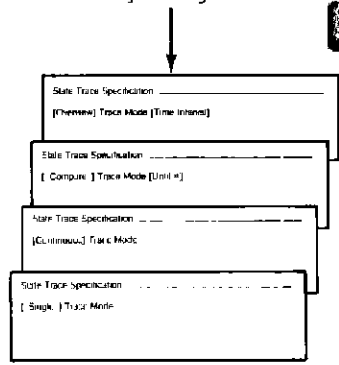 State Trace Specification
[Overview] Trace Mode [Time Interval]
State Trace Specification
[ Compare ] Trace Mode [Until ≠]
State Trace Specification
[Continuous] Trace Mode
State Trace Specification
[ Single ] Trace Mode